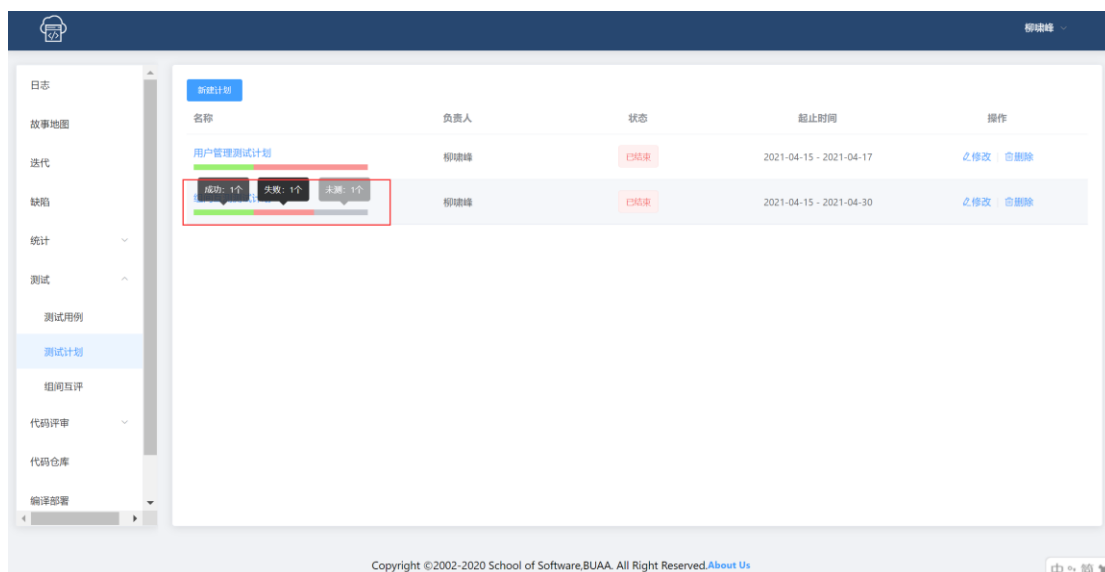 柳啸峰
日志
故事地图
迭代
缺陷
统计
测试
测试用例
测试计划
组间互评
代码评审
代码仓库
编译部署
新建计划
名称 负责人 状态 起止时间 操作
用户管理测试计划 柳啸峰 已结束 2021-04-15 - 2021-04-17 修改 删除
成功：1个 失败：1个 未测：1个
柳啸峰 已结束 2021-04-15 - 2021-04-30 修改 删除
Copyright ©2002-2020 School of Software,BUAA. All Right Reserved.About Us
中 简